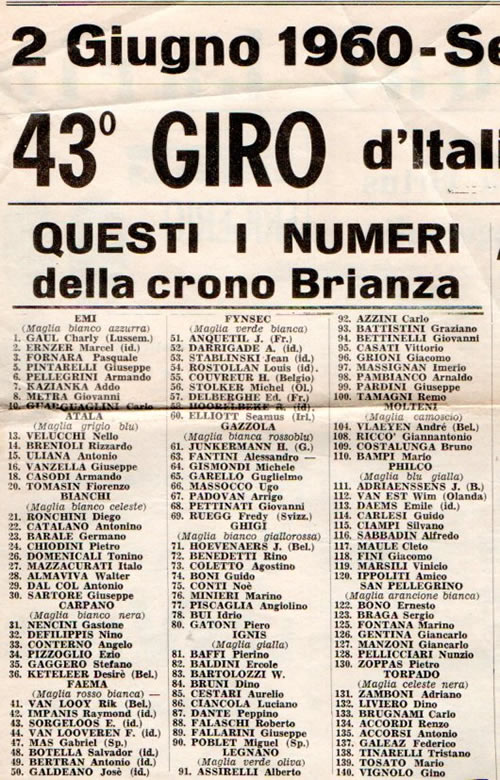 2 Giugno 1960 - Se
43° GIRO d'Itali
QUESTI I NUMERI
della crono Brianza
EMI
(Maglia bianco azzurra)
1. GAUL Charly (Lussem.)
2. ERNZER Marcel (id.)
3. FORNARA Pasquale
5. PINTARELLI Giuseppe
6. PELLEGRINI Armando
7. KAZIANKA Addo
8. METRA Giovanni
10. GUARGUAGLINI Carlo
ATALA
(Maglia grigio blu)
13. VELUCCHI Nello
14. BRENIOLI Rizzardo
15. ULIANA Antonio
16. VANZELLA Giuseppe
18. CASODI Armando
20. TOMASIN Fiorenzo
BIANCHI
(Maglia bianco celeste)
21. RONCHINI Diego
22. CATALANO Antonino
23. BARALE Germano
24. CHIODINI Pietro
26. DOMENICALI Tonino
27. MAZZACURATI Italo
28. ALMAVIVA Walter
29. DAL COL Antonio
30. SARTORE Giuseppe
CARPANO
(Maglia bianco nera)
31. NENCINI Gastone
32. DEFILIPPIS Nino
33. CONTERNO Angelo
34. PIZZOGLIO Ezio
35. GAGGERO Stefano
36. KETELEER Desirè (Bel.)
FAEMA
(Maglia rosso bianca) —
41. VAN LOOY Rik (Bel.)
42. IMPANIS Raymond (id.)
43. SORGELOOS E. (id.)
44. VAN LOOVEREN F. (id.)
47. MAS Gabriel (Sp.)
48. BOTELLA Salvador (id.)
49. BERTRAN Antonio (id.)
50. GALDEANO Josè (id.)
FYNSEC
(Maglia verde bianca)
51. ANQUETIL J. (Fr.)
52. DARRIGADE A. (id.)
53. STABLINSKI Jean (id.)
54. ROSTOLLAN Louis (id).
55. COUVREUR H. (Belgio)
56. STOLKER Michel (Ol.)
57. DELBERGHE Ed. (Fr.)
58. HOORELBEKE A. (id).
60. ELLIOTT Seamus (Irl.)
GAZZOLA
(Maglia bianca rossoblu)
61. JUNKERMANN H. (G.)
63. FANTINI Alessandro —
64. GISMONDI Michele
65. GARELLO Guglielmo
66. MASSOCCO Ugo
67. PADOVAN Arrigo
68. PETTINATI Giovanni
69. RUEGG Fredy (Svizz.)
GHIGI
(Maglia bianco giallorossa)
71. HOEVENAERS J. (Bel.)
72. BENEDETTI Rino
73. COLETTO Agostino
74. BONI Guido
75. CONTI Noè
76. MINIERI Marino
77. PISCAGLIA Angiolino
78. BUI Idrio
80. GATONI Piero
IGNIS
(Maglia gialla)
81. BAFFI Pierino
82. BALDINI Ercole
83. BARTOLOZZI W.
84. BRUNI Dino
85. CESTARI Aurelio
86. CIANCOLA Luciano
87. DANTE Peppino
88. FALASCHI Roberto
89. FALLARINI Giuseppe
90. POBLET Miguel (Sp.)
LEGNANO
(Maglia verde oliva)
91. ASSIRELLI Alberto
92. AZZINI Carlo
93. BATTISTINI Graziano
94. BETTINELLI Giovanni
95. CASATI Vittorio
96. GRIONI Giacomo
97. MASSIGNAN Imerio
98. PAMBIANCO Arnaldo
99. PARDINI Giuseppe
100. TAMAGNI Remo
MOLTENI
(Maglia camoscio)
104. VLAEYEN André (Bel.)
108. RICCO' Giannantonio
109. COSTALUNGA Bruno
110. BAMPI Mario
PHILCO
(Maglia blu gialla)
111. ADRIAENSSENS J. (B.)
112. VAN EST Wim (Olanda)
113. DAEMS Emile (id.)
114. CARLESI Guido
115. CIAMPI Silvano
116. SABBADIN Alfredo
117. MAULE Cleto
118. FINI Giacomo
119. MARSILI Vinicio
120. IPPOLITI Amico
SAN PELLEGRINO
(Maglia arancione bianca)
122. BONO Ernesto
123. BRAGA Sergio
125. FONTANA Marino
126. GENTINA Giancarlo
127. MANZONI Giancarlo
128. PELLICCIARI Nunzio
130. ZOPPAS Pietro
TORPADO
(Maglia celeste nera)
131. ZAMBONI Adriano
132. LIVIERO Dino
133. BRUGNAMI Carlo
134. ACCORDI Renzo
135. ACCORSI Antonio
137. GALEAZ Federico
138. TINARELLI Tristano
139. TOSATO Mario
140. VIGNOLO Dino